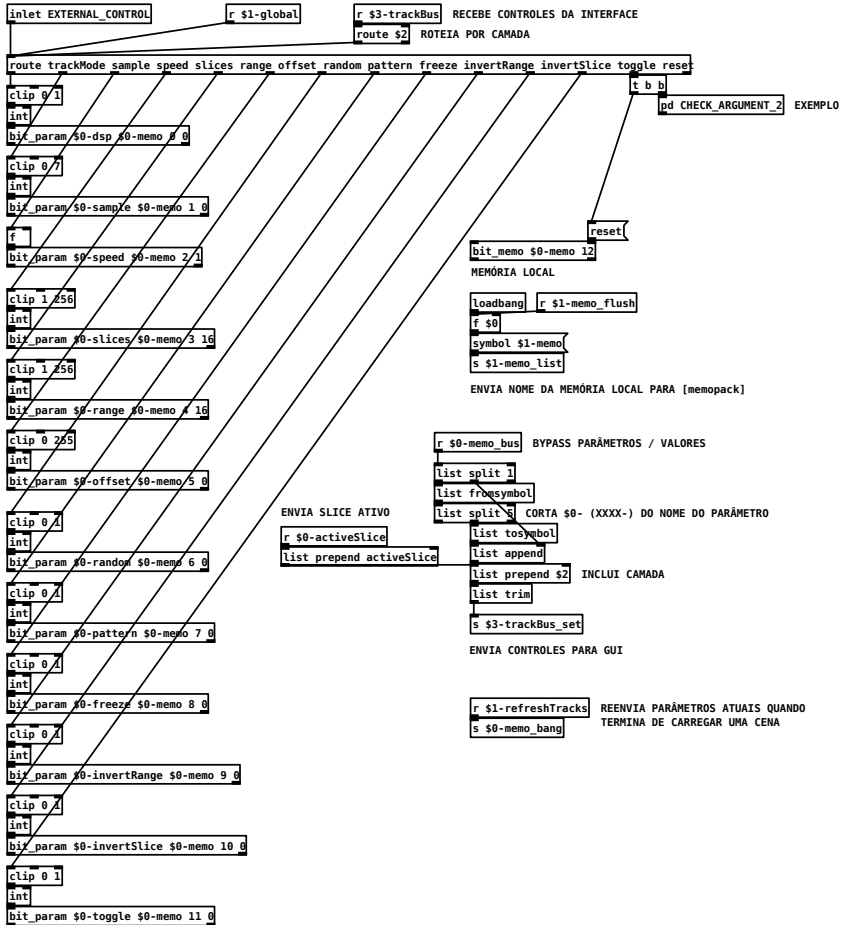 inlet EXTERNAL_CONTROL
r $1-global
r $3-trackBus
RECEBE CONTROLES DA INTERFACE
route $2
ROTEIA POR CAMADA
route trackMode sample speed slices range offset random pattern freeze invertRange invertSlice toggle reset
t b b
pd CHECK_ARGUMENT_2
EXEMPLO
clip 0 1
int
bit_param $0-dsp $0-memo 0 0
clip 0 7
int
bit_param $0-sample $0-memo 1 0
f
bit_param $0-speed $0-memo 2 1
reset
bit_memo $0-memo 12
MEMÓRIA LOCAL
clip 1 256
int
bit_param $0-slices $0-memo 3 16
loadbang
r $1-memo_flush
f $0
symbol $1-memo
s $1-memo_list
ENVIA NOME DA MEMÓRIA LOCAL PARA [memopack]
clip 1 256
int
bit_param $0-range $0-memo 4 16
clip 0 255
int
bit_param $0-offset $0-memo 5 0
r $0-memo_bus
BYPASS PARÂMETROS / VALORES
list split 1
list fromsymbol
list split 5
CORTA $0- (XXXX-) DO NOME DO PARÂMETRO
list tosymbol
list append
ENVIA SLICE ATIVO
r $0-activeSlice
list prepend activeSlice
list prepend $2
INCLUI CAMADA
list trim
s $3-trackBus_set
ENVIA CONTROLES PARA GUI
clip 0 1
int
bit_param $0-random $0-memo 6 0
clip 0 1
int
bit_param $0-pattern $0-memo 7 0
clip 0 1
int
bit_param $0-freeze $0-memo 8 0
r $1-refreshTracks
REENVIA PARÂMETROS ATUAIS QUANDO
TERMINA DE CARREGAR UMA CENA
s $0-memo_bang
clip 0 1
int
bit_param $0-invertRange $0-memo 9 0
clip 0 1
int
bit_param $0-invertSlice $0-memo 10 0
clip 0 1
int
bit_param $0-toggle $0-memo 11 0